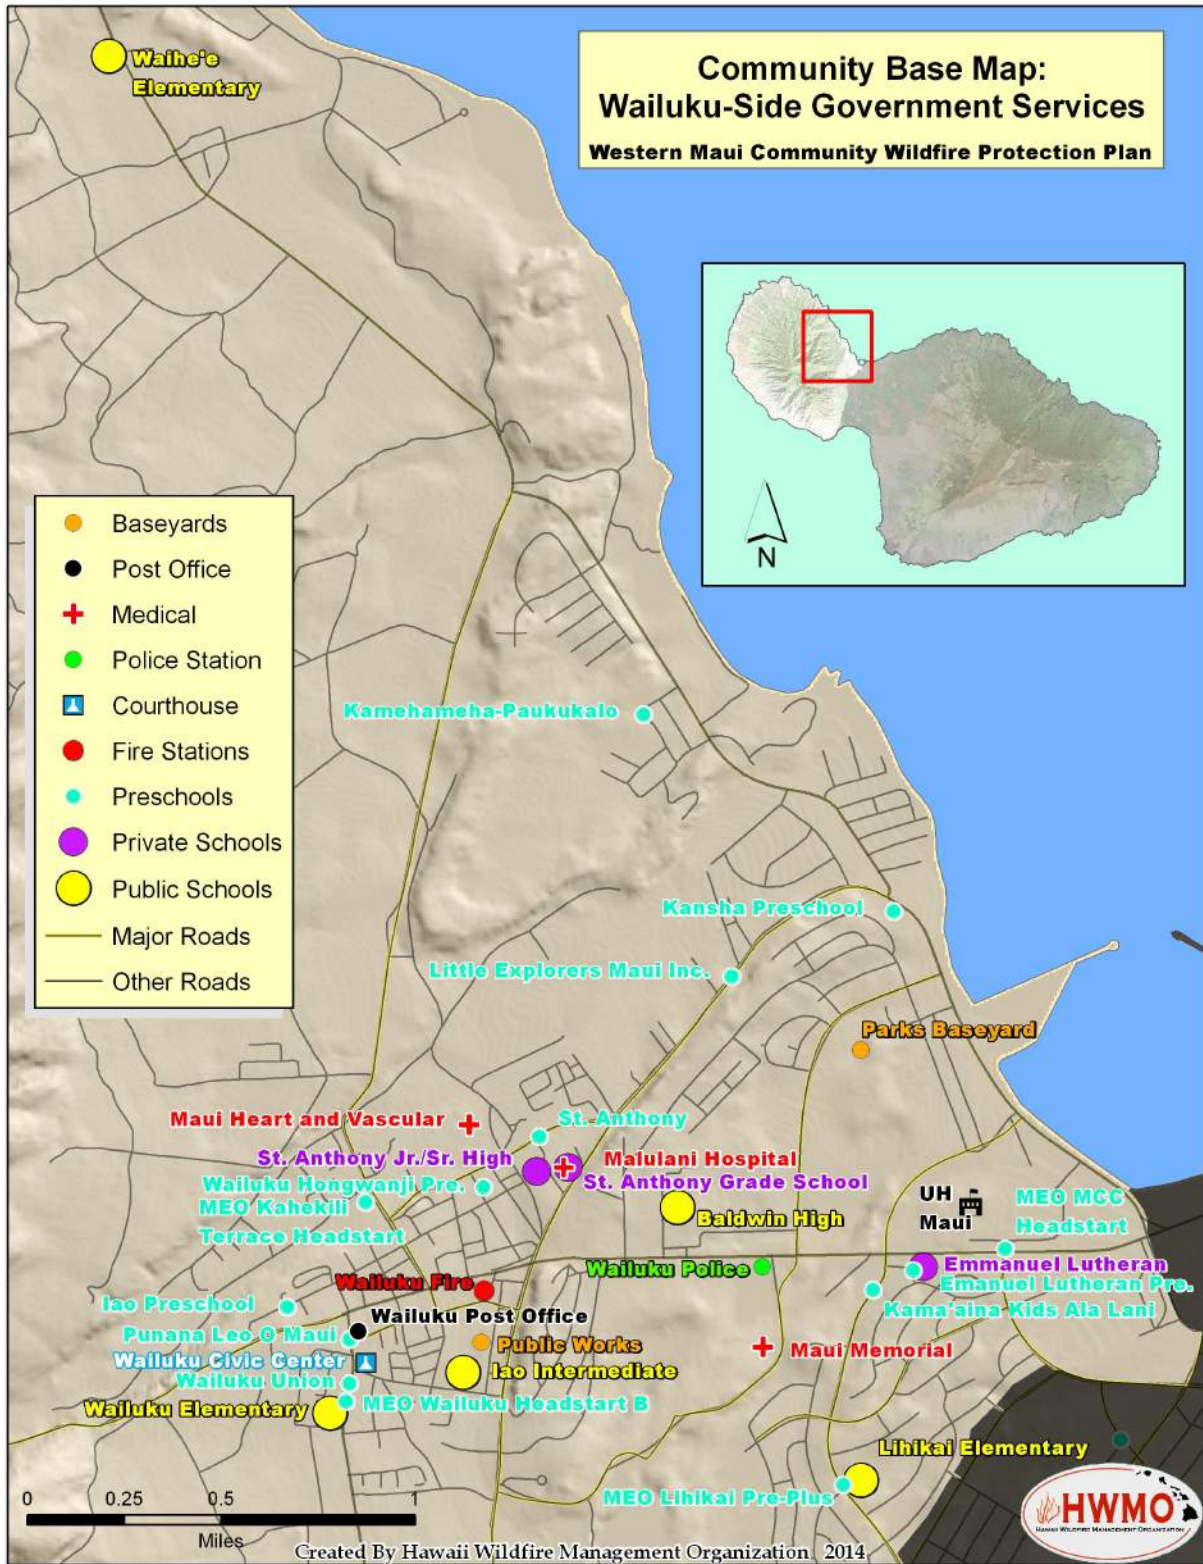 Waihe'e
Elementary
Community Base Map:
Wailuku-Side Government Services
Western Maui Community Wildfire Protection Plan
N
Baseyards
Post Office
Medical
Police Station
Courthouse
Fire Stations
Preschools
Private Schools
Public Schools
Major Roads
Other Roads
Kamehameha-Paukukalo
Kansha Preschool
Little Explorers Maui Inc.
Parks Baseyard
Maui Heart and Vascular
St. Anthony
St. Anthony Jr./Sr. High
Malulani Hospital
Wailuku Hongwanji Pre.
St. Anthony Grade School
MEO Kahekili
Terrace Headstart
Baldwin High
UH
Maui
MEO MCC
Headstart
Wailuku Police
Emmanuel Lutheran
Emanuel Lutheran Pre.
Wailuku Fire
Kama'aina Kids Ala Lani
Iao Preschool
Wailuku Post Office
Punana Leo O Maui
Public Works
Maui Memorial
Wailuku Civic Center
Iao Intermediate
Wailuku Union
MEO Wailuku Headstart B
Wailuku Elementary
Lihikai Elementary
MEO Lihikai Pre-Plus
0 0.25 0.5 1
Miles
HWMO
HAWAII WILDFIRE MANAGEMENT ORGANIZATION
Created By Hawaii Wildfire Management Organization 2014